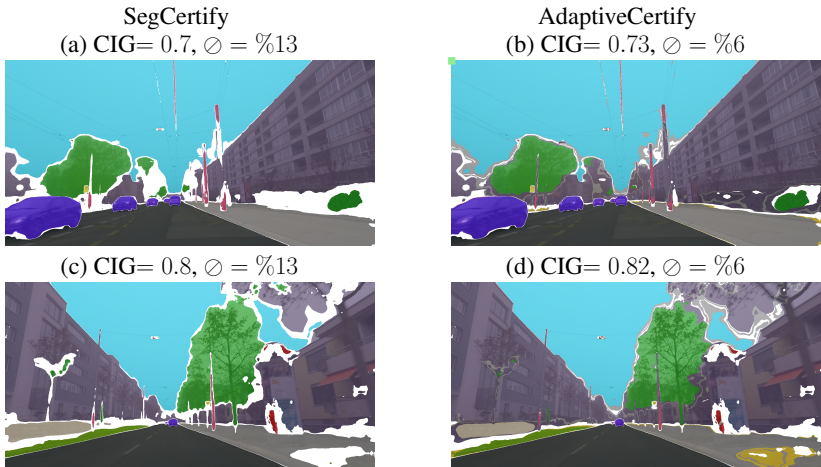 SegCertify
AdaptiveCertify
(a) CIG= 0.7, ⊘ = %13
(b) CIG= 0.73, ⊘ = %6
(c) CIG= 0.8, ⊘ = %13
(d) CIG= 0.82, ⊘ = %6